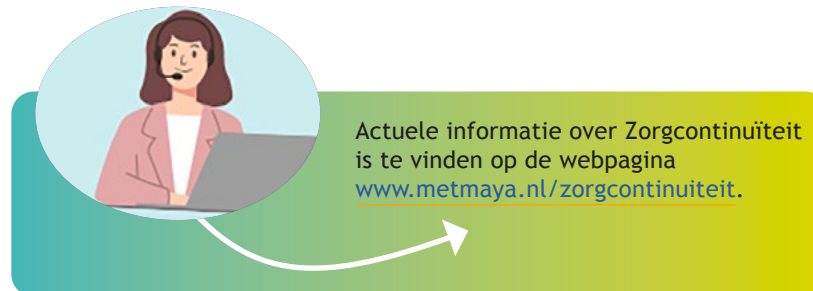 Actuele informatie over Zorgcontinuïteit
is te vinden op de webpagina
www.metmaya.nl/zorgcontinuiteit.